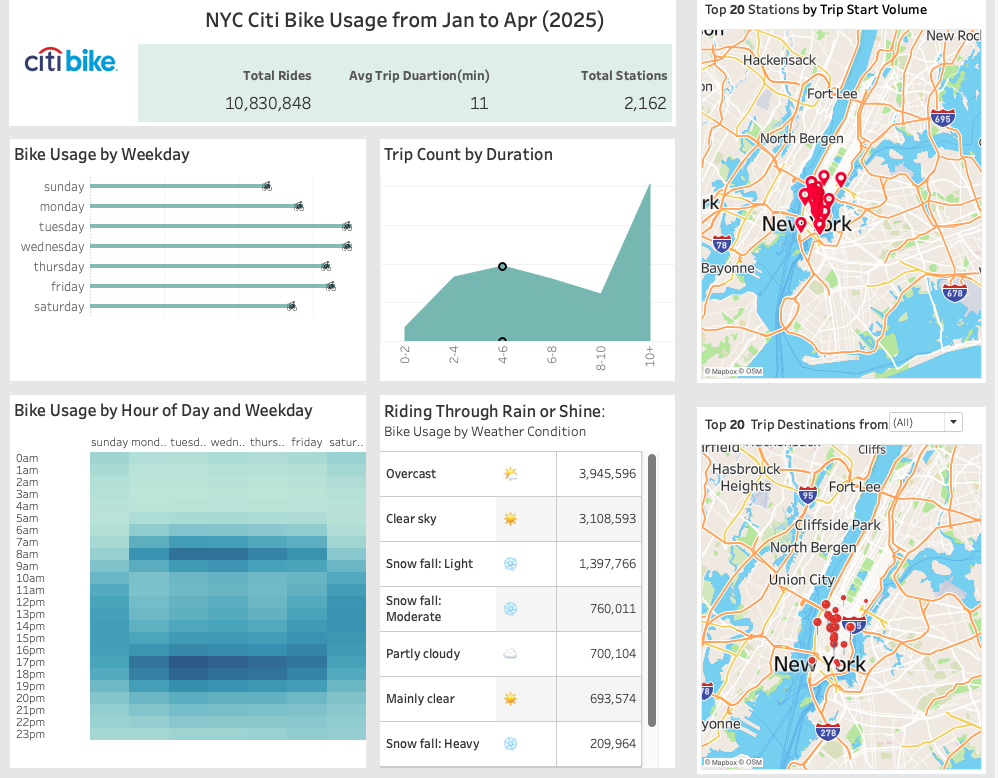 NYC Citi Bike Usage from Jan to Apr (2025)
citi bike
Total Rides
Avg Trip Duartion(min)
Total Stations
10,830,848
11
2,162
Bike Usage by Weekday
sunday
monday
tuesday
wednesday
thursday
friday
saturday
Trip Count by Duration
0-2
2-4
4-6
6-8
8-10
10+
Top 20 Stations by Trip Start Volume
New Roc
Hackensack
Fort Lee
695
North Bergen
rk
New York
78
Bayonne
678
© Mapbox © OSM
Bike Usage by Hour of Day and Weekday
sunday mond.. tuesd.. wedn.. thurs.. friday satur..
0am
1am
2am
3am
4am
5am
6am
7am
8am
9am
10am
11am
12pm
13pm
14pm
15pm
16pm
17pm
18pm
19pm
20pm
21pm
22pm
23pm
Riding Through Rain or Shine:
Bike Usage by Weather Condition
Overcast 3,945,596
Clear sky 3,108,593
Snow fall: Light 1,397,766
Snow fall:
Moderate 760,011
Partly cloudy 700,104
Mainly clear 693,574
Snow fall: Heavy 209,964
Top 20 Trip Destinations from (All)
Hackensack
Cliffs
Hasbrouck
Heights
95
Fort Lee
Cliffside Park
North Bergen
Union City
New York
78
yonne
278
© Mapbox © OSM